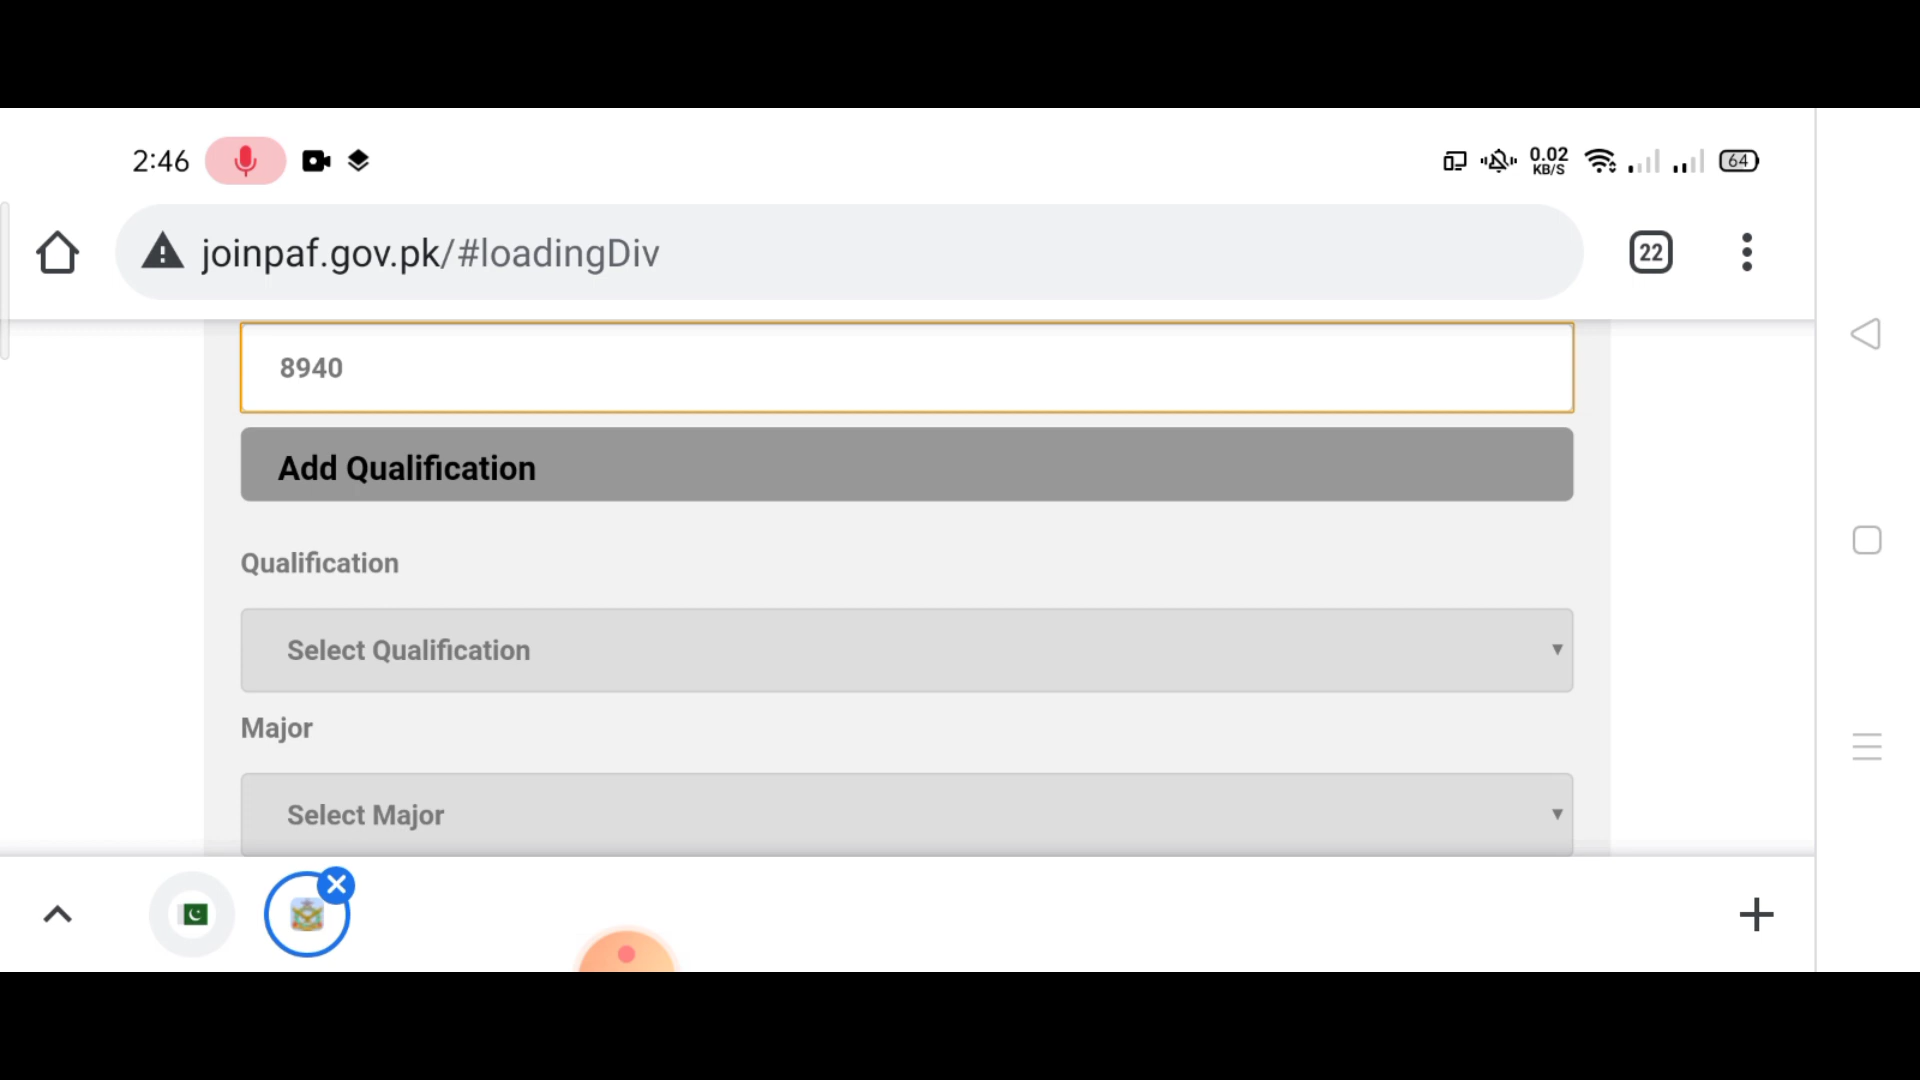 2:46
0.02
KB/S
64
joinpaf.gov.pk/#loadingDiv
22
8940
Add Qualification
Qualification
Select Qualification
Major
Select Major